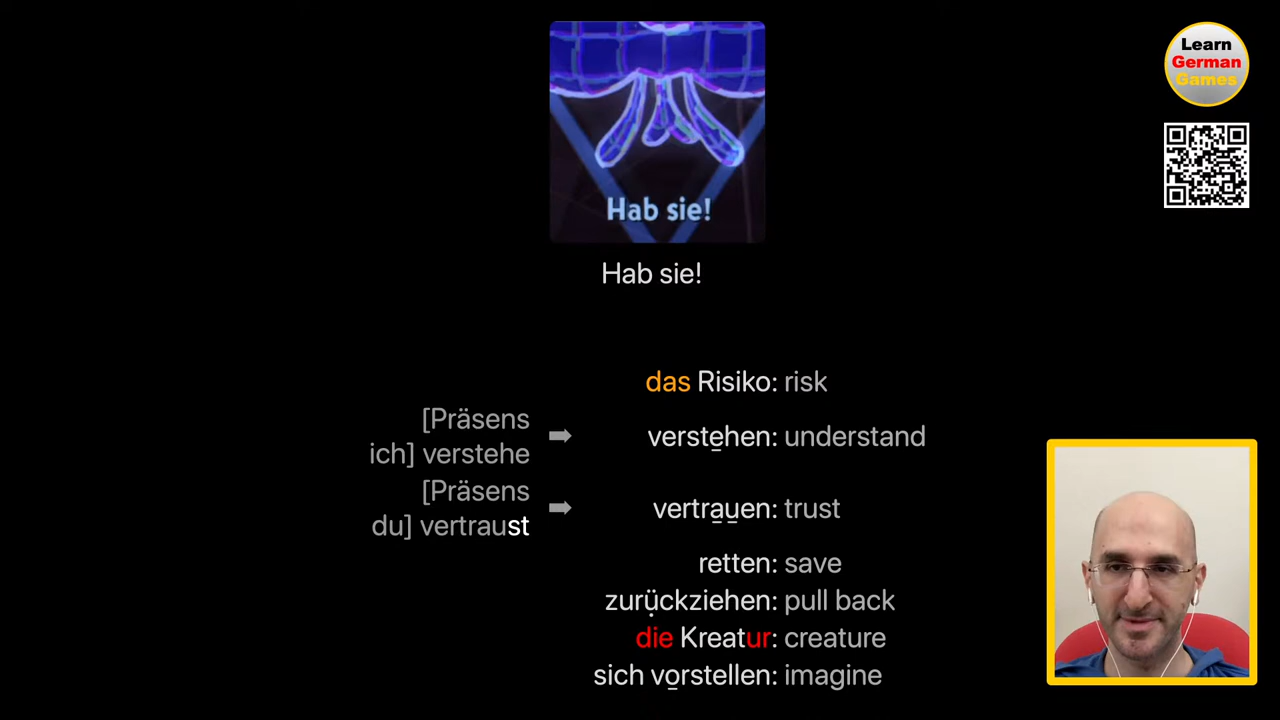 Learn
German
Games
Hab sie!
Hab sie!
das Risiko: risk
[Präsens
ich] verstehe ➡ verstehen: understand
[Präsens
du] vertraust ➡ vertrauen: trust
retten: save
zurückziehen: pull back
die Kreatur: creature
sich vorstellen: imagine